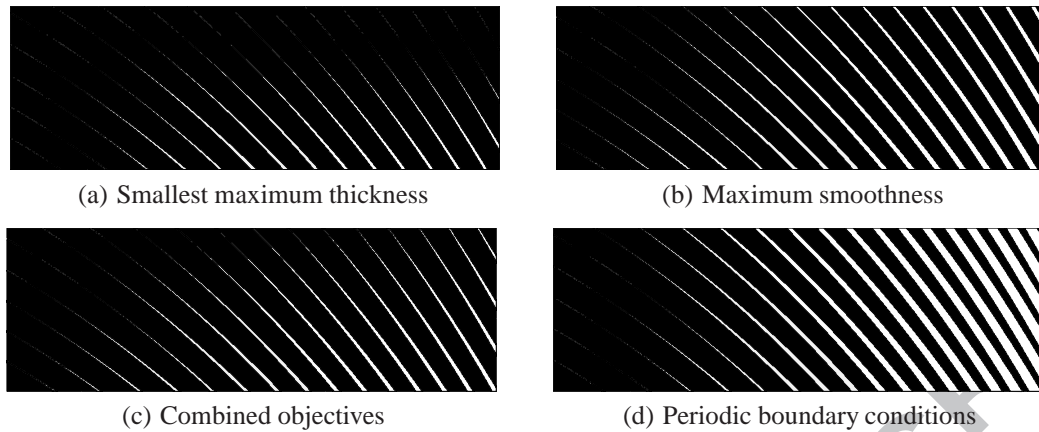 (a) Smallest maximum thickness
(b) Maximum smoothness
(c) Combined objectives
(d) Periodic boundary conditions